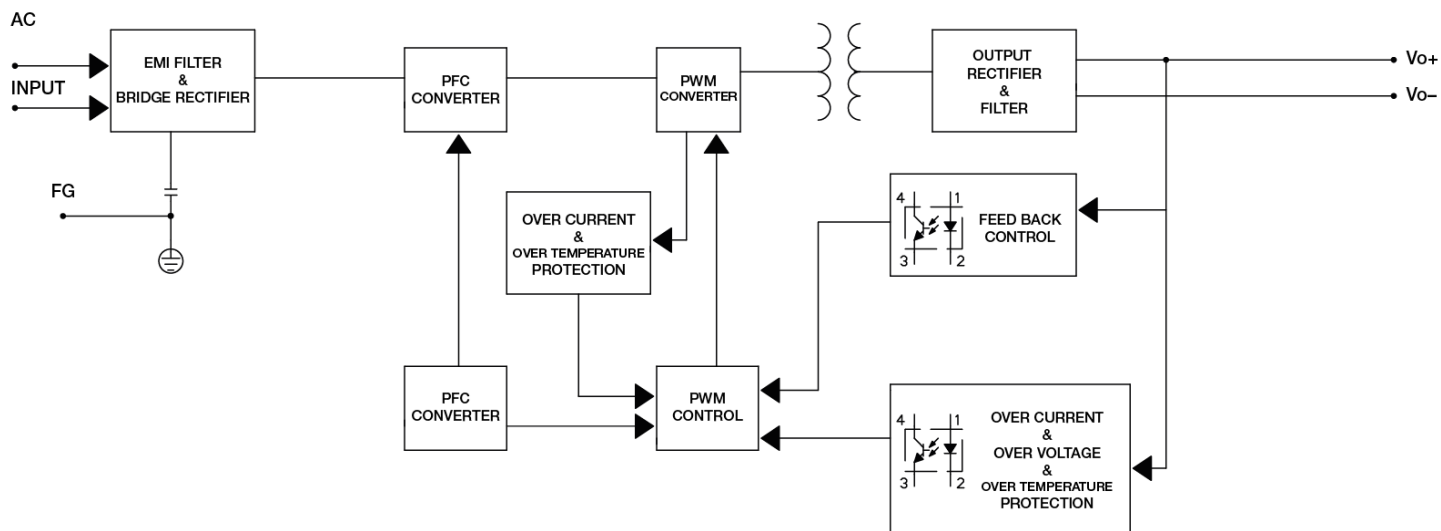 AC
INPUT
EMI FILTER
&
BRIDGE RECTIFIER
FG
PFC
CONVERTER
PWM
CONVERTER
OUTPUT
RECTIFIER
&
FILTER
Vo+
Vo–
OVER CURRENT
&
OVER TEMPERATURE
PROTECTION
4 1
3 2
FEED BACK
CONTROL
PFC
CONVERTER
PWM
CONTROL
4 1
3 2
OVER CURRENT
&
OVER VOLTAGE
&
OVER TEMPERATURE
PROTECTION